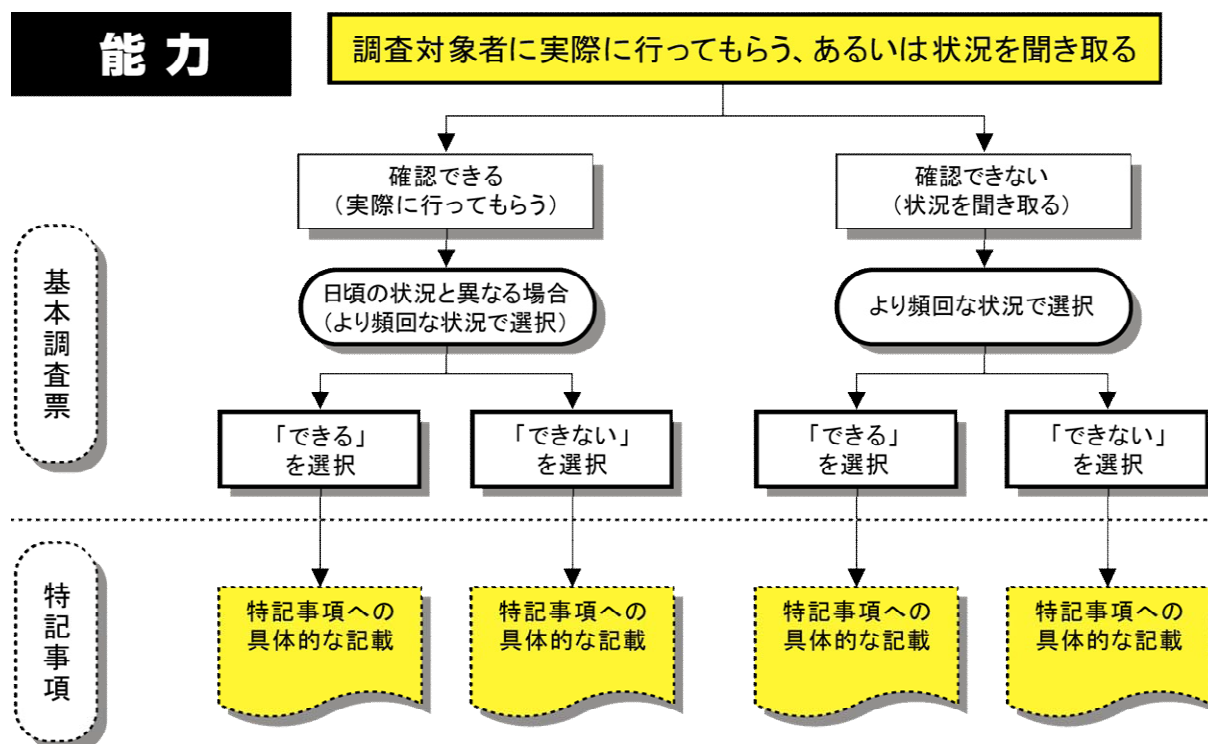 能力
調査対象者に実際に行ってもらう、あるいは状況を聞き取る
確認できる
（実際に行ってもらう）
確認できない
（状況を聞き取る）
基本調査票
日頃の状況と異なる場合
（より頻回な状況で選択）
より頻回な状況で選択
「できる」
を選択
「できない」
を選択
「できる」
を選択
「できない」
を選択
特記事項
特記事項への
具体的な記載
特記事項への
具体的な記載
特記事項への
具体的な記載
特記事項への
具体的な記載